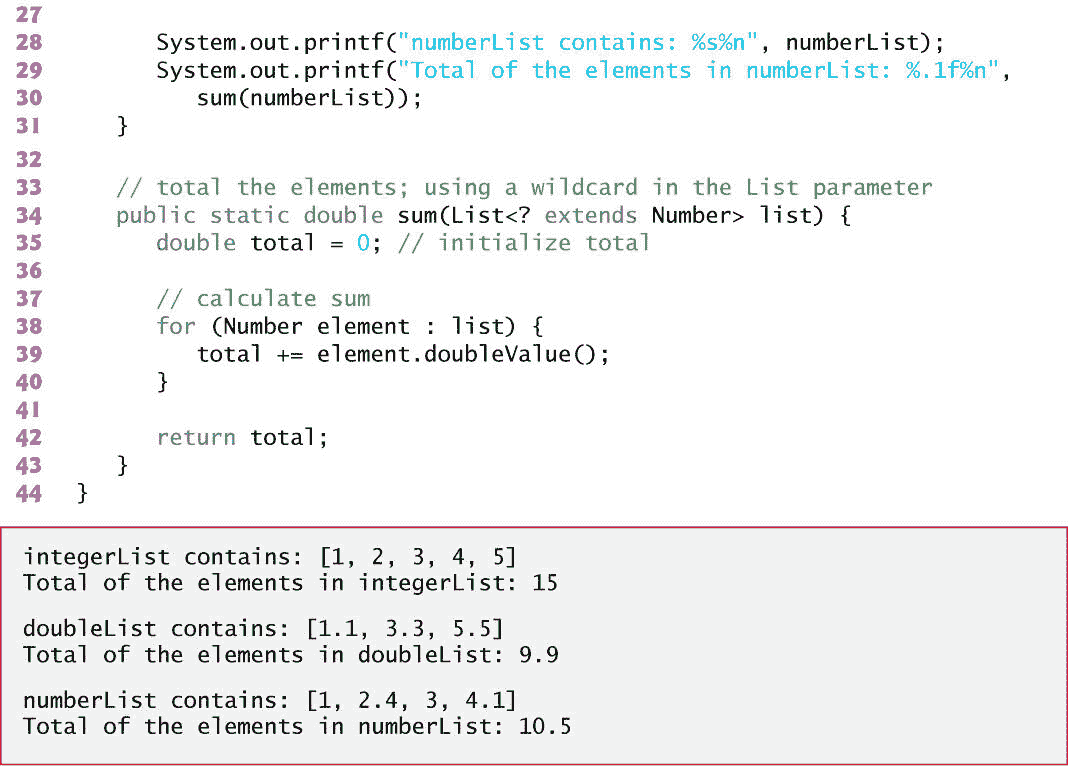 27
28         System.out.printf("numberList contains: %s%n", numberList);
29         System.out.printf("Total of the elements in numberList: %.1f%n",
30            sum(numberList));
31      }
32
33      // total the elements; using a wildcard in the List parameter
34      public static double sum(List<? extends Number> list) {
35         double total = 0; // initialize total
36
37         // calculate sum
38         for (Number element : list) {
39            total += element.doubleValue();
40         }
41
42         return total;
43      }
44   }
integerList contains: [1, 2, 3, 4, 5]
Total of the elements in integerList: 15
doubleList contains: [1.1, 3.3, 5.5]
Total of the elements in doubleList: 9.9
numberList contains: [1, 2.4, 3, 4.1]
Total of the elements in numberList: 10.5